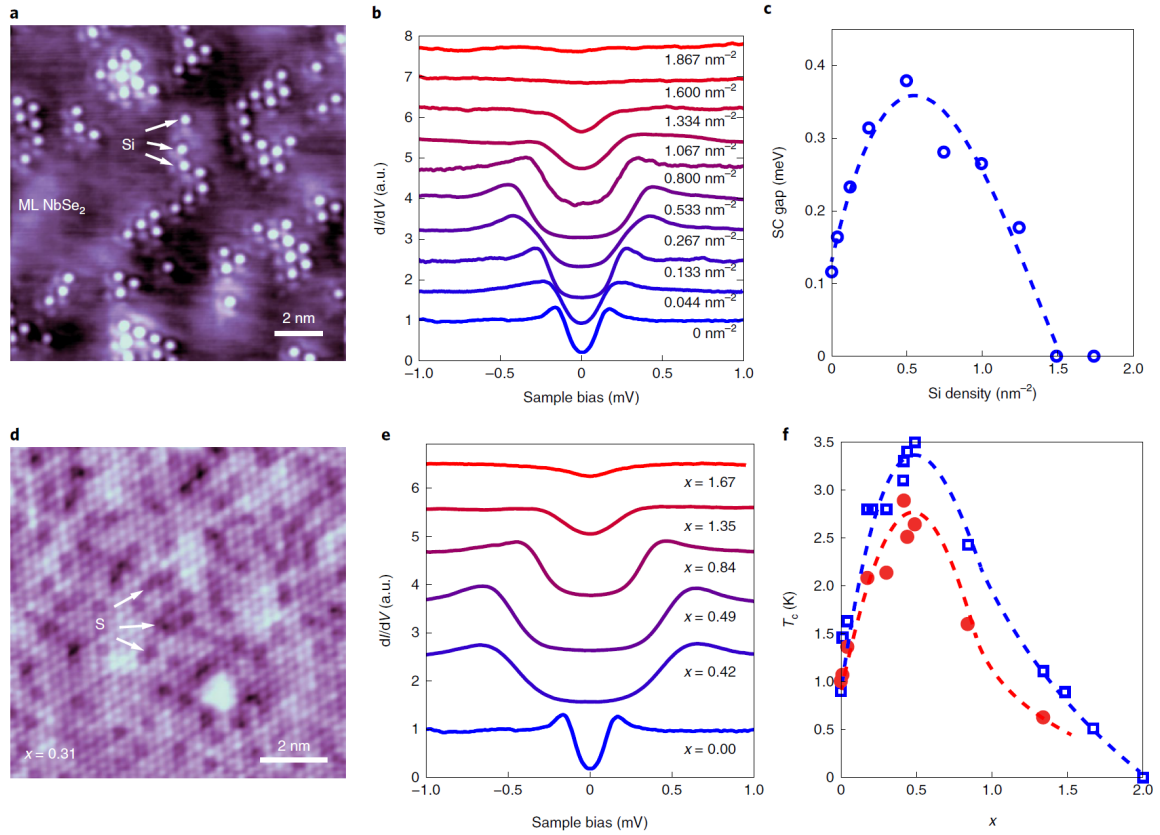 a
Si
ML NbSe₂
2 nm
b
8
7
6
5
4
3
2
1
0
dI/dV (a.u.)
1.867 nm⁻²
1.600 nm⁻²
1.334 nm⁻²
1.067 nm⁻²
0.800 nm⁻²
0.533 nm⁻²
0.267 nm⁻²
0.133 nm⁻²
0.044 nm⁻²
0 nm⁻²
−1.0 −0.5 0 0.5 1.0
Sample bias (mV)
c
0.4
0.3
0.2
0.1
0
SC gap (meV)
0 0.5 1.0 1.5 2.0
Si density (nm⁻²)
d
S
x = 0.31
2 nm
e
6
5
4
3
2
1
0
dI/dV (a.u.)
x = 1.67
x = 1.35
x = 0.84
x = 0.49
x = 0.42
x = 0.00
−1.0 −0.5 0 0.5 1.0
Sample bias (mV)
f
3.5
3.0
2.5
2.0
1.5
1.0
0.5
0
Tc (K)
0 0.5 1.0 1.5 2.0
x